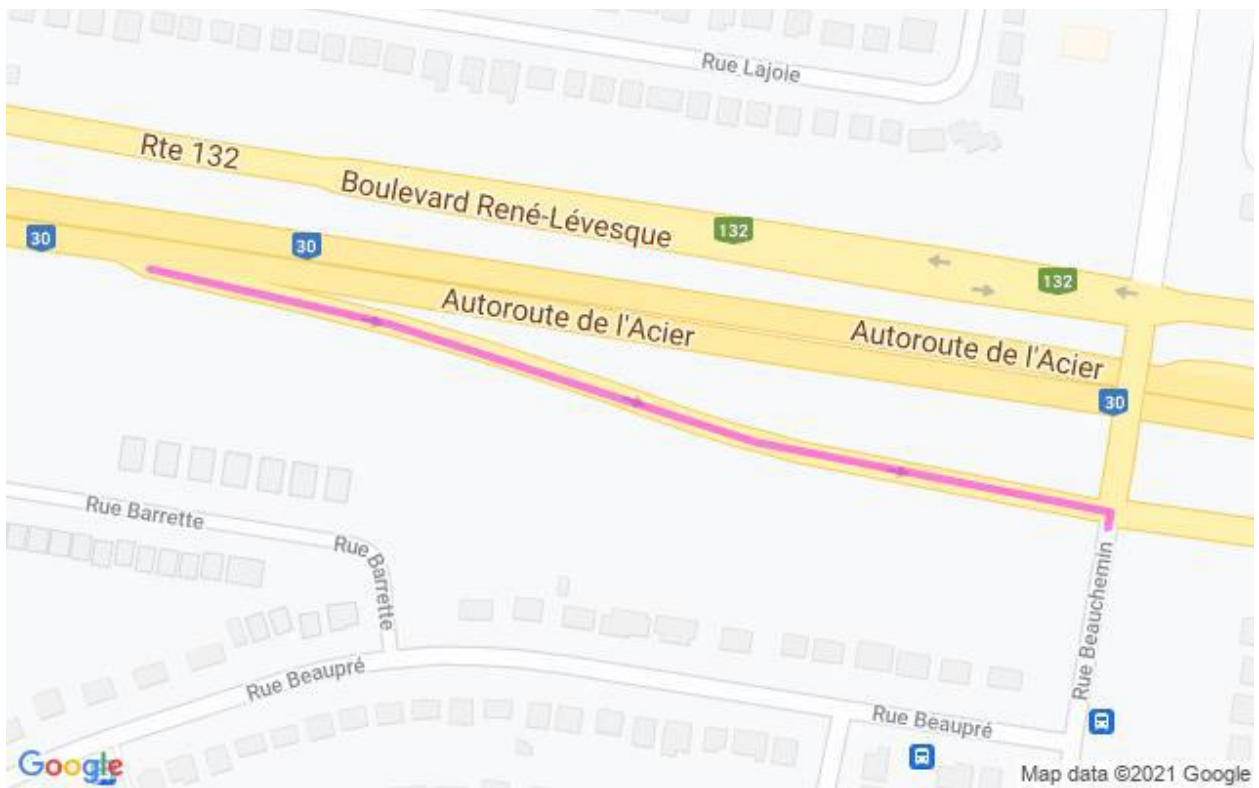 Rue Lajoie
Rte 132
Boulevard René-Lévesque
132
30
30
132
Autoroute de l'Acier
Autoroute de l'Acier
30
Rue Barrette
Rue Barrette
Rue Beauchemin
Rue Beaupré
Rue Beaupré
Google
Map data ©2021 Google